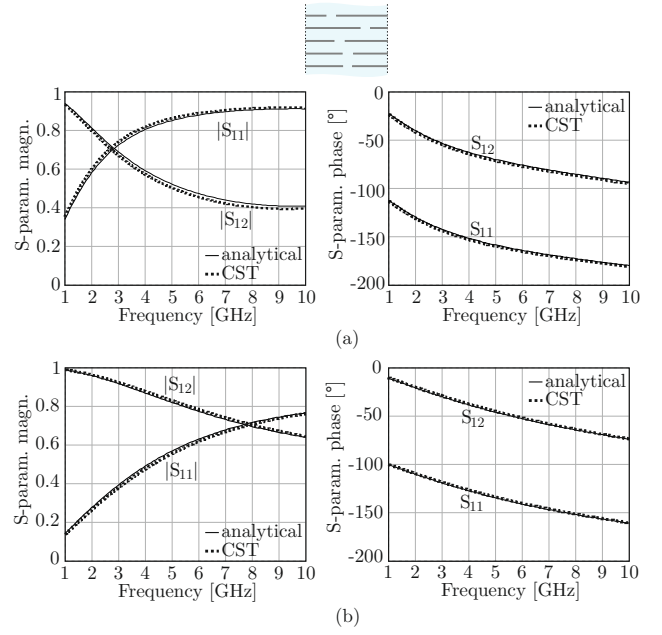 S-param. magn.
1
0.8
0.6
0.4
0.2
0
|S11|
|S12|
analytical
CST
1 2 3 4 5 6 7 8 9 10
Frequency [GHz]
S-param. phase [°]
0
-50
-100
-150
-200
analytical
CST
S12
S11
1 2 3 4 5 6 7 8 9 10
Frequency [GHz]
(a)
S-param. magn.
1
0.8
0.6
0.4
0.2
0
|S12|
|S11|
analytical
CST
1 2 3 4 5 6 7 8 9 10
Frequency [GHz]
S-param. phase [°]
0
-50
-100
-150
-200
analytical
CST
S12
S11
1 2 3 4 5 6 7 8 9 10
Frequency [GHz]
(b)